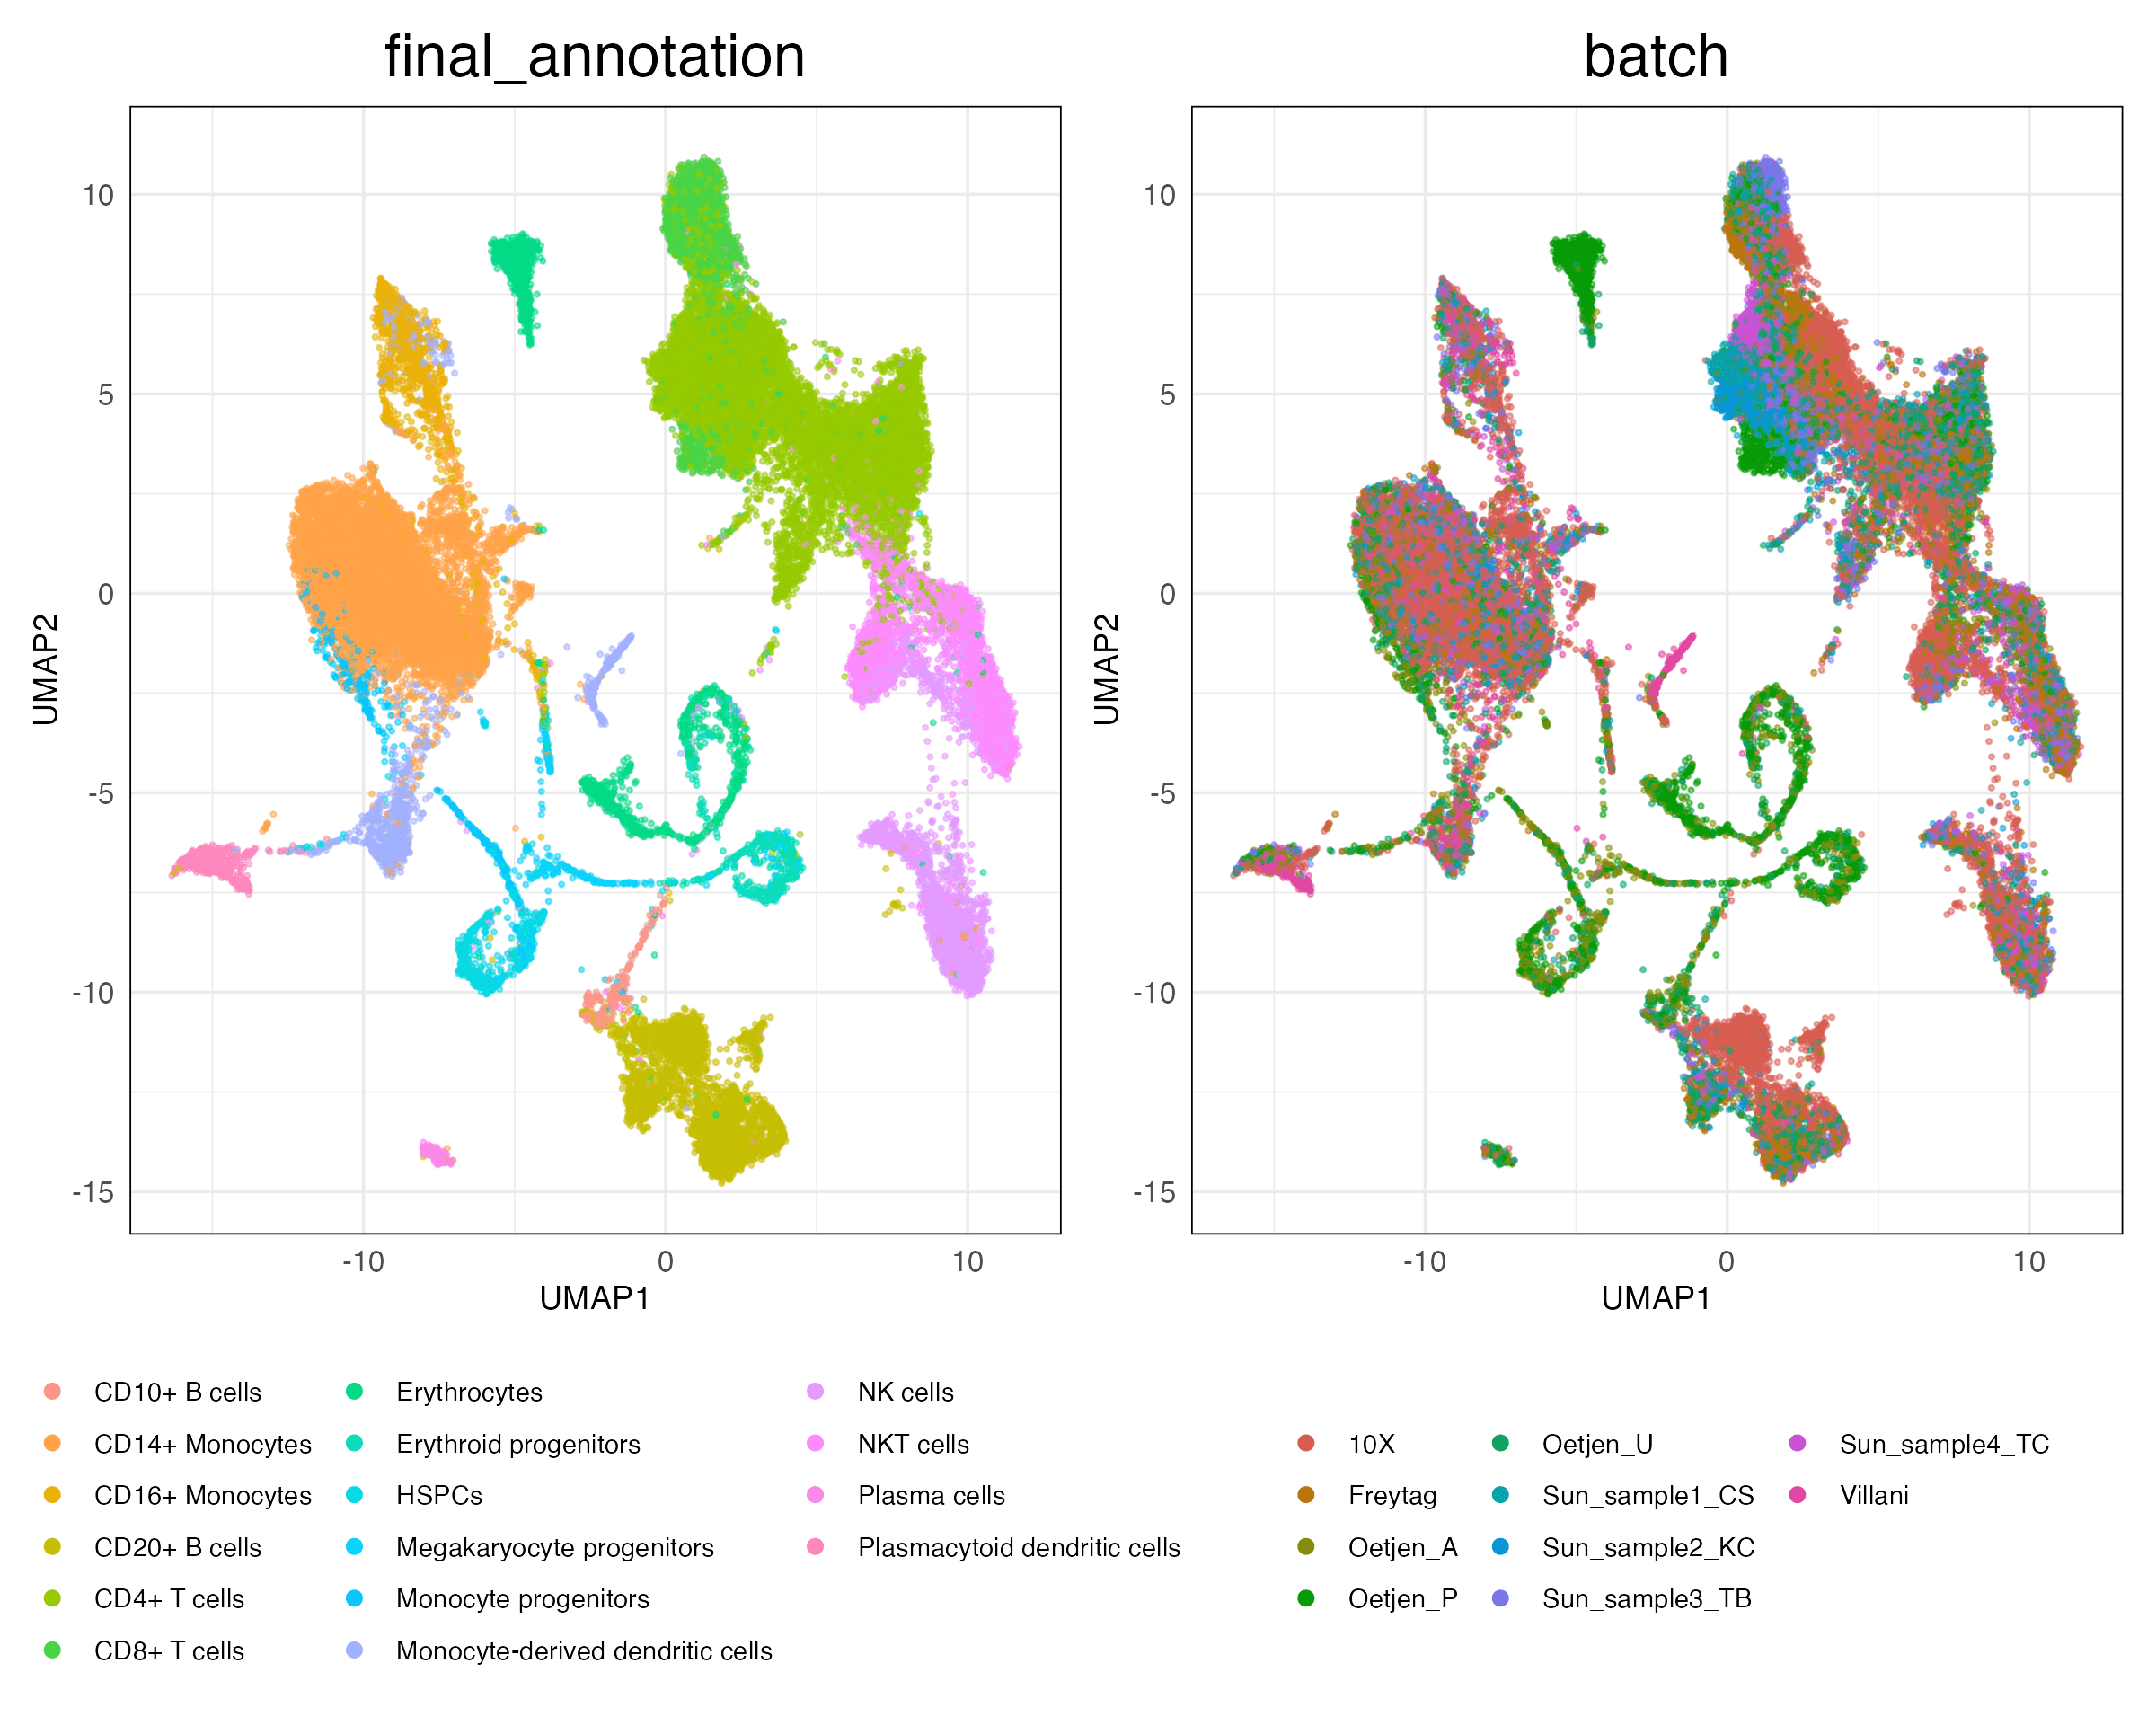 final_annotation
batch
10
5
0
-5
-10
-15
UMAP2
-10
0
10
UMAP1
10
5
0
-5
-10
-15
UMAP2
-10
0
10
UMAP1
CD10+ B cells
CD14+ Monocytes
CD16+ Monocytes
CD20+ B cells
CD4+ T cells
CD8+ T cells
Erythrocytes
Erythroid progenitors
HSPCs
Megakaryocyte progenitors
Monocyte progenitors
Monocyte-derived dendritic cells
NK cells
NKT cells
Plasma cells
Plasmacytoid dendritic cells
10X
Freytag
Oetjen_A
Oetjen_P
Oetjen_U
Sun_sample1_CS
Sun_sample2_KC
Sun_sample3_TB
Sun_sample4_TC
Villani